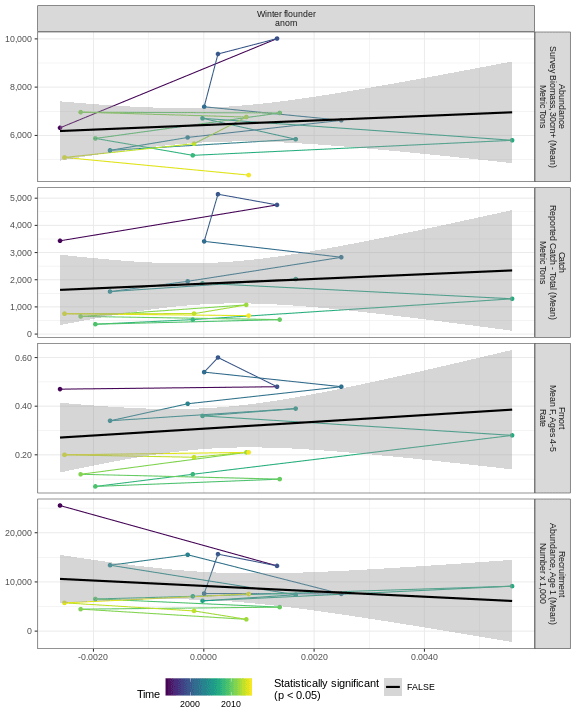 Winter flounder
anom
10,000
8,000
6,000
Abundance
Survey Biomass, 30cm+ (Mean)
Metric Tons
5,000
4,000
3,000
2,000
1,000
0
Catch
Reported Catch - Total (Mean)
Metric Tons
0.60
0.40
0.20
Fmort
Mean F, Ages 4-5
Rate
20,000
10,000
0
Recruitment
Abundance, Age 1 (Mean)
Number x 1,000
-0.0020 0.0000 0.0020 0.0040
Time
2000 2010
Statistically significant
(p < 0.05)
FALSE